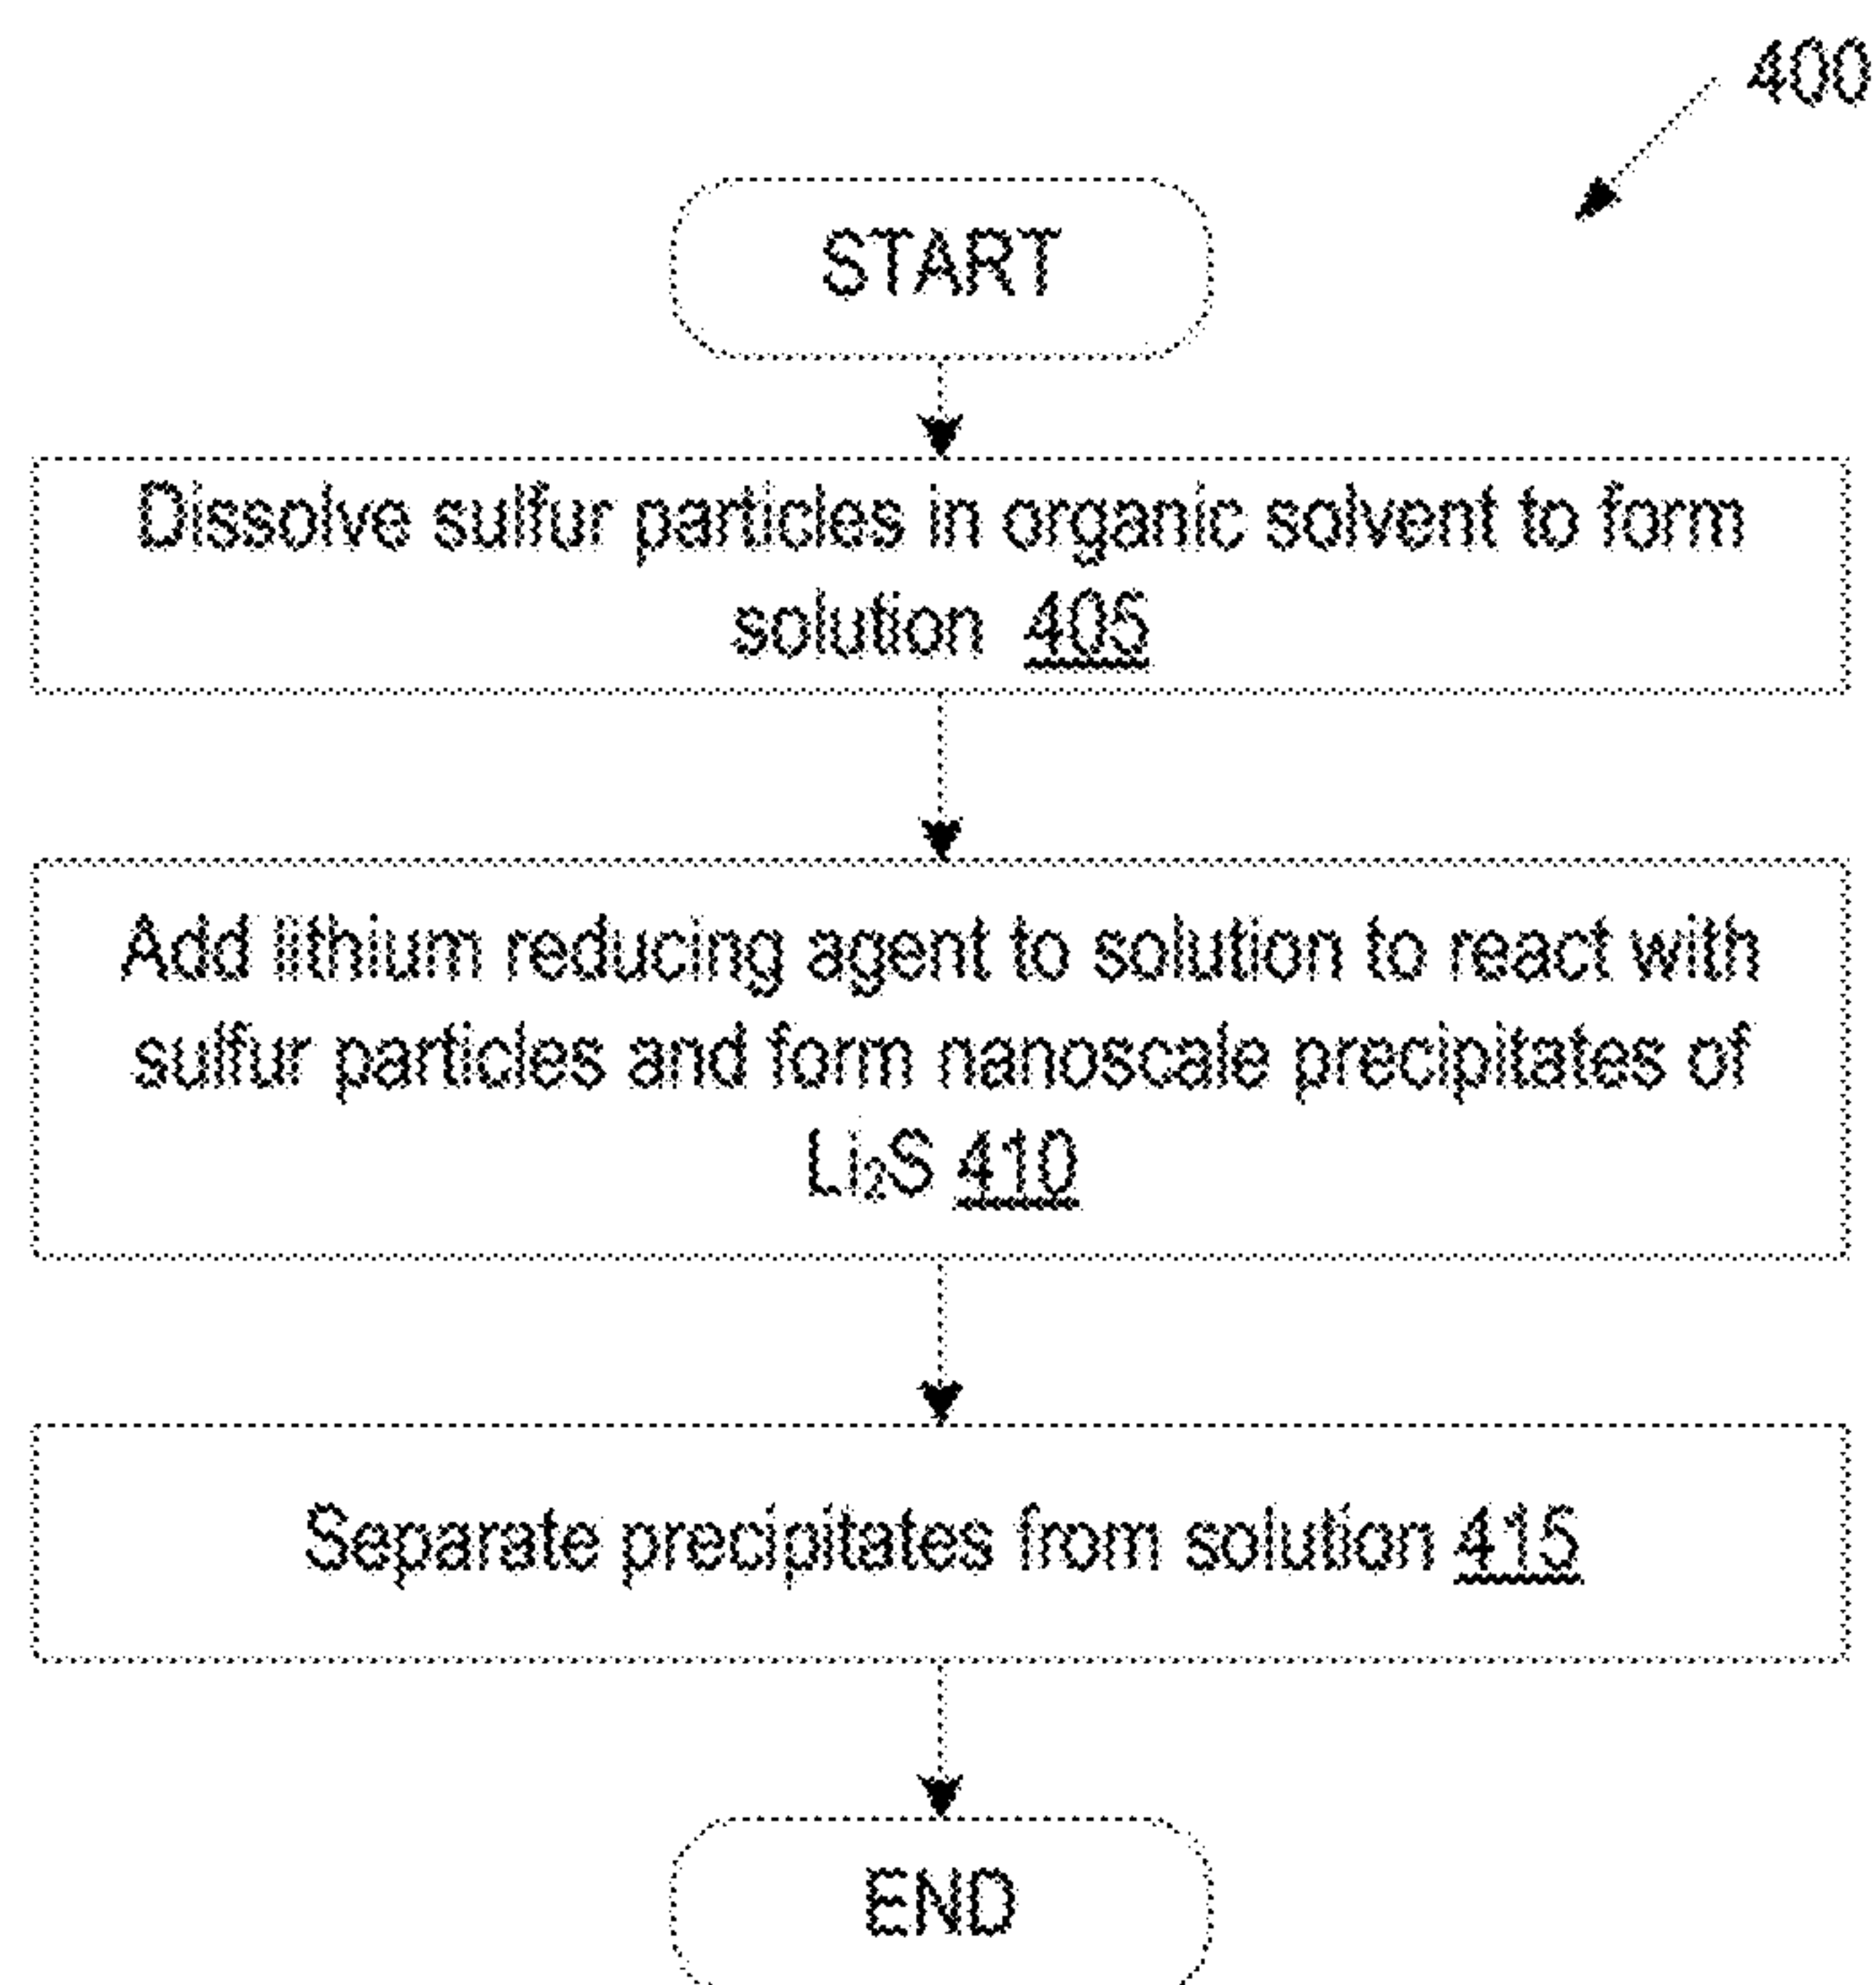 400
START
Dissolve sulfur particles in organic solvent to form
solution 405
Add lithium reducing agent to solution to react with
sulfur particles and form nanoscale precipitates of
Li₂S 410
Separate precipitates from solution 415
END